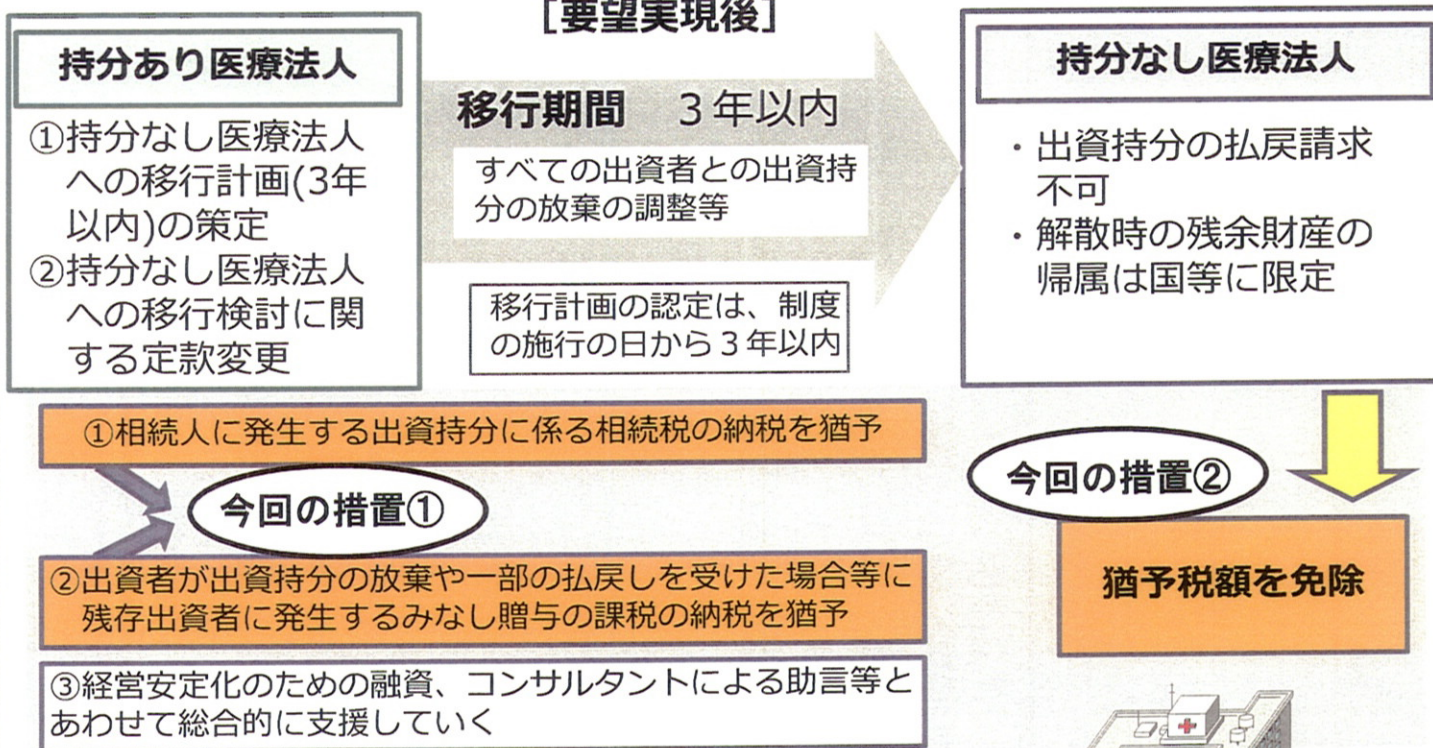 ［要望実現後］
持分あり医療法人
①持分なし医療法人
への移行計画(3年
以内)の策定
②持分なし医療法人
への移行検討に関
する定款変更
移行期間　３年以内
すべての出資者との出資持
分の放棄の調整等
移行計画の認定は、制度
の施行の日から３年以内
持分なし医療法人
・出資持分の払戻請求
不可
・解散時の残余財産の
帰属は国等に限定
①相続人に発生する出資持分に係る相続税の納税を猶予
今回の措置①
②出資者が出資持分の放棄や一部の払戻しを受けた場合等に
残存出資者に発生するみなし贈与の課税の納税を猶予
③経営安定化のための融資、コンサルタントによる助言等と
あわせて総合的に支援していく
今回の措置②
猶予税額を免除